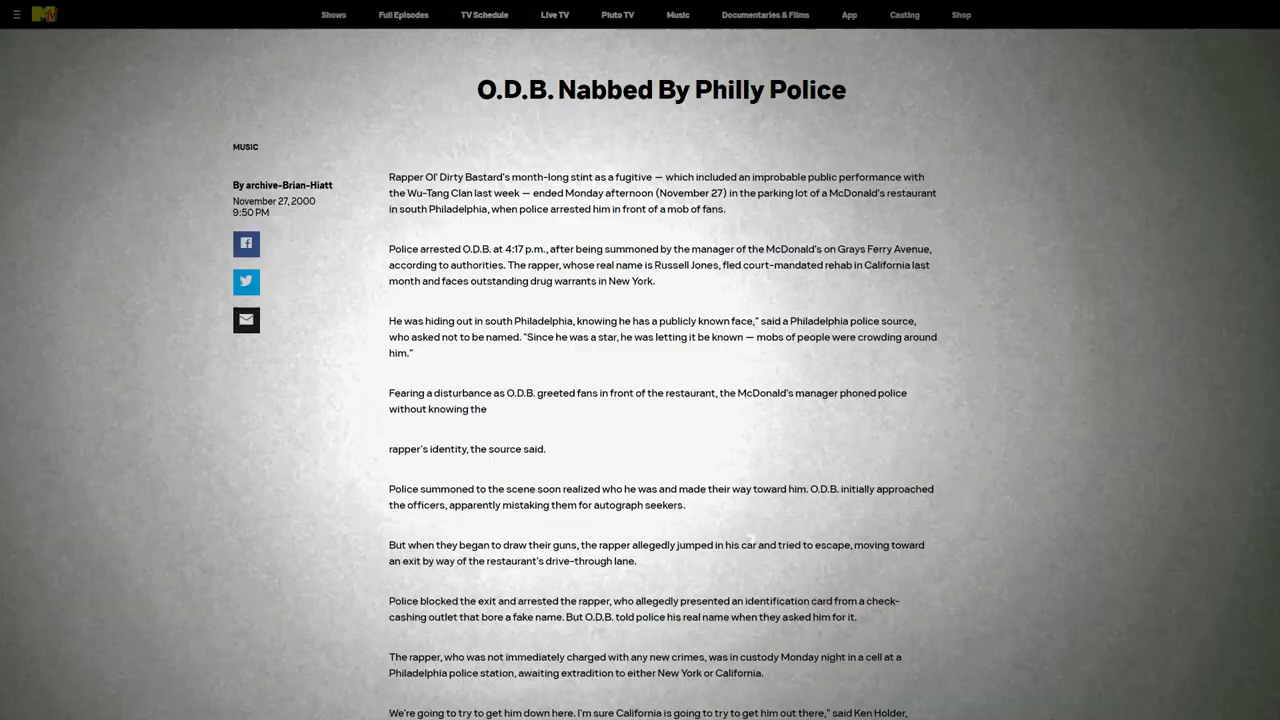 MTV
Shows
Full Episodes
TV Schedule
Live TV
Pluto TV
Music
Documentaries & Films
App
Casting
Shop
O.D.B. Nabbed By Philly Police
MUSIC
By archive-Brian-Hiatt
November 27, 2000
9:50 PM
Rapper Ol' Dirty Bastard's month-long stint as a fugitive — which included an improbable public performance with
the Wu-Tang Clan last week — ended Monday afternoon (November 27) in the parking lot of a McDonald's restaurant
in south Philadelphia, when police arrested him in front of a mob of fans.
Police arrested O.D.B. at 4:17 p.m., after being summoned by the manager of the McDonald's on Grays Ferry Avenue,
according to authorities. The rapper, whose real name is Russell Jones, fled court-mandated rehab in California last
month and faces outstanding drug warrants in New York.
He was hiding out in south Philadelphia, knowing he has a publicly known face," said a Philadelphia police source,
who asked not to be named. "Since he was a star, he was letting it be known — mobs of people were crowding around
him."
Fearing a disturbance as O.D.B. greeted fans in front of the restaurant, the McDonald's manager phoned police
without knowing the
rapper's identity, the source said.
Police summoned to the scene soon realized who he was and made their way toward him. O.D.B. initially approached
the officers, apparently mistaking them for autograph seekers.
But when they began to draw their guns, the rapper allegedly jumped in his car and tried to escape, moving toward
an exit by way of the restaurant's drive-through lane.
Police blocked the exit and arrested the rapper, who allegedly presented an identification card from a check-
cashing outlet that bore a fake name. But O.D.B. told police his real name when they asked him for it.
The rapper, who was not immediately charged with any new crimes, was in custody Monday night in a cell at a
Philadelphia police station, awaiting extradition to either New York or California.
We're going to try to get him down here. I'm sure California is going to try to get him out there," said Ken Holder,